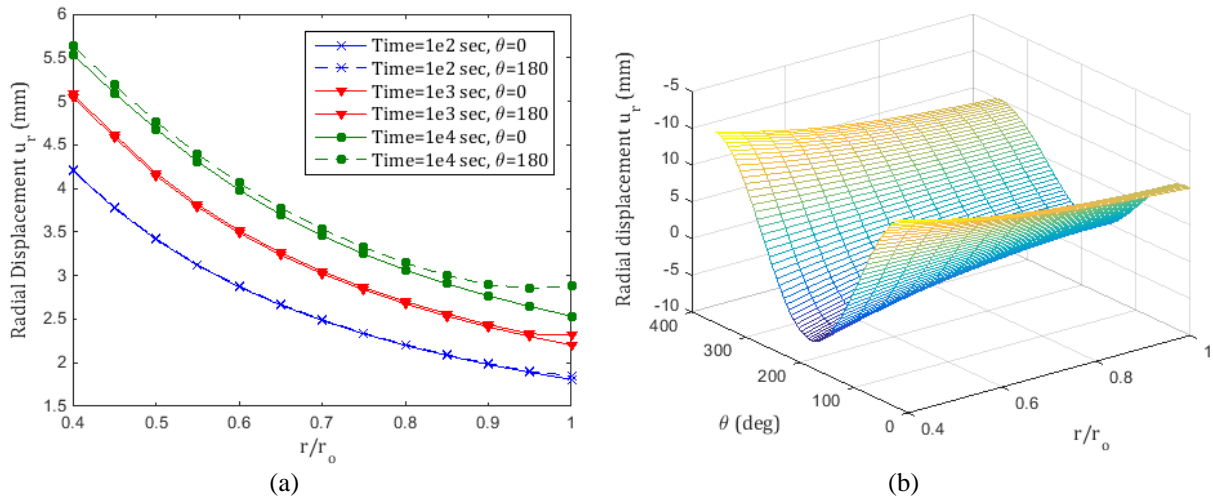 6
5.5
5
4.5
4
3.5
3
2.5
2
1.5
Radial Displacement u_r (mm)
0.4 0.5 0.6 0.7 0.8 0.9 1
r/r_o
Time=1e2 sec, θ=0
Time=1e2 sec, θ=180
Time=1e3 sec, θ=0
Time=1e3 sec, θ=180
Time=1e4 sec, θ=0
Time=1e4 sec, θ=180
(a)
-5
-10
10
5
0
-5
-10
Radial displacement u_r (mm)
400
300
200
100
0
θ (deg)
0.4
0.6
0.8
1
r/r_o
(b)